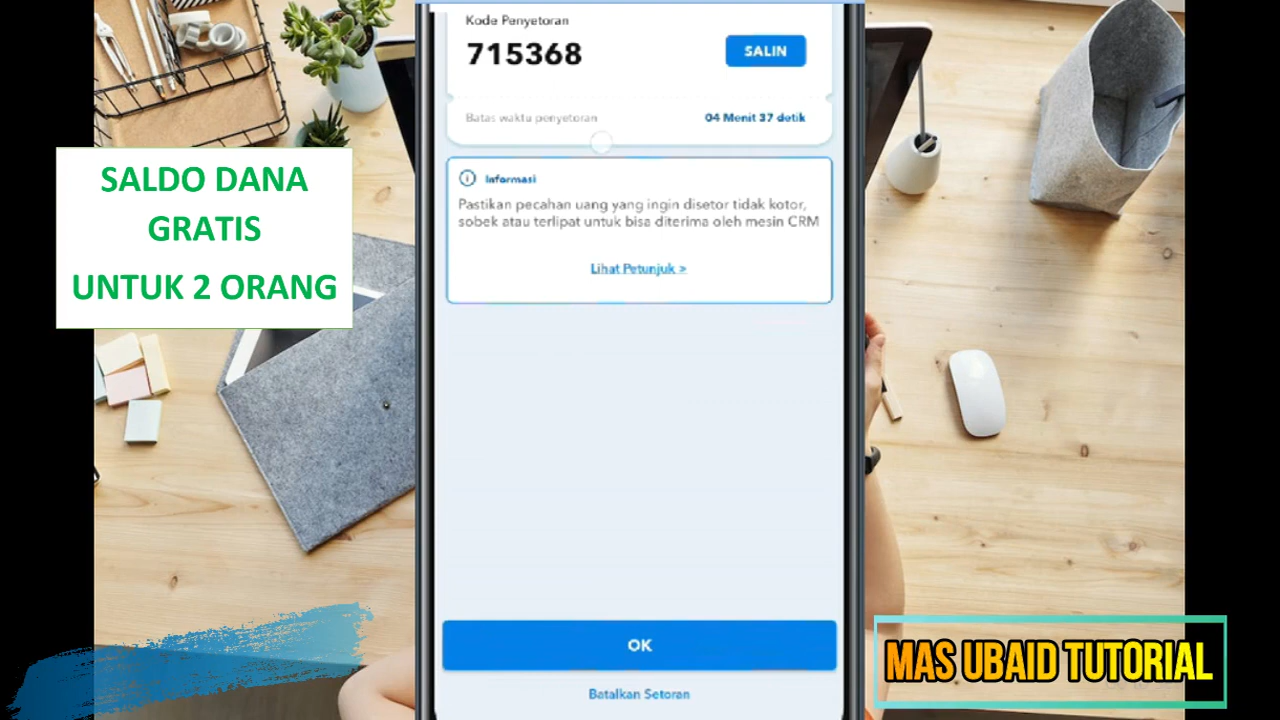 Kode Penyetoran
715368
SALIN
Batas waktu penyetoran
04 Menit 37 detik
Informasi
Pastikan pecahan uang yang ingin disetor tidak kotor,
sobek atau terlipat untuk bisa diterima oleh mesin CRM
Lihat Petunjuk >
OK
Batalkan Setoran
SALDO DANA
GRATIS
UNTUK 2 ORANG
MAS UBAID TUTORIAL